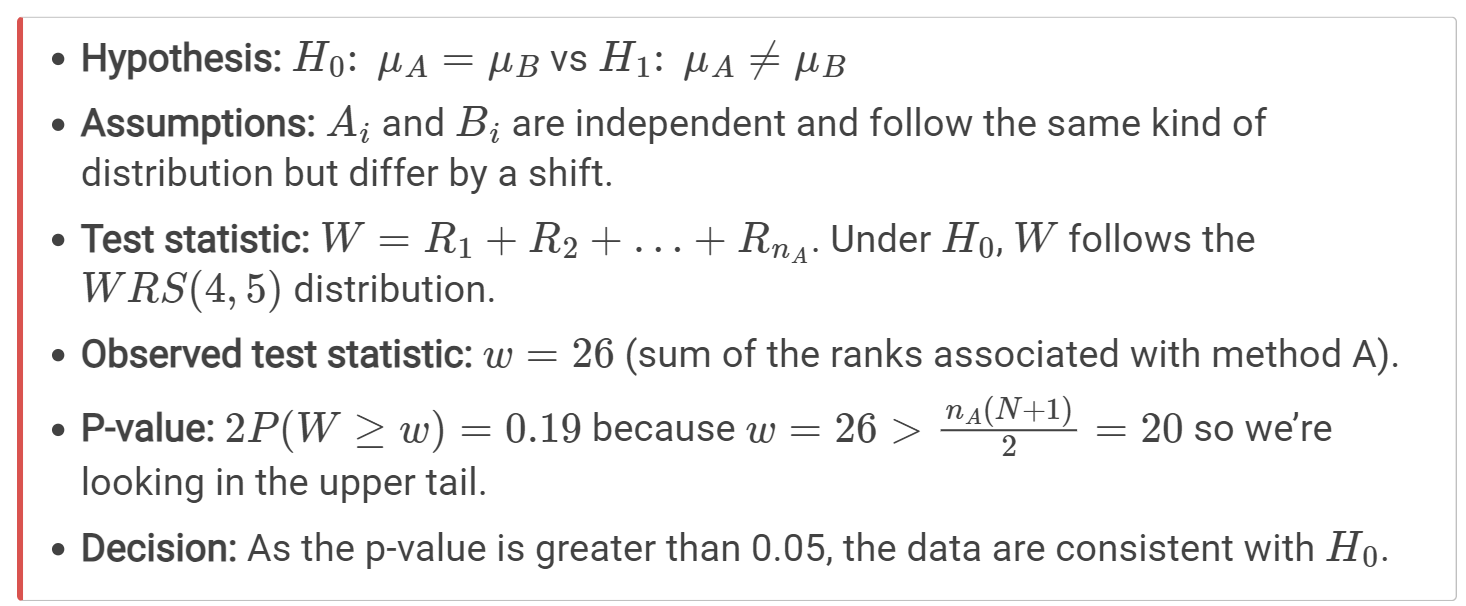 • Hypothesis: H₀: μ_A = μ_B vs H₁: μ_A ≠ μ_B
• Assumptions: A_i and B_i are independent and follow the same kind of
distribution but differ by a shift.
• Test statistic: W = R₁ + R₂ + … + R_{n_A}. Under H₀, W follows the
WRS(4, 5) distribution.
• Observed test statistic: w = 26 (sum of the ranks associated with method A).
• P-value: 2P(W ≥ w) = 0.19 because w = 26 > \frac{n_A(N+1)}{2} = 20 so we’re
looking in the upper tail.
• Decision: As the p-value is greater than 0.05, the data are consistent with H₀.